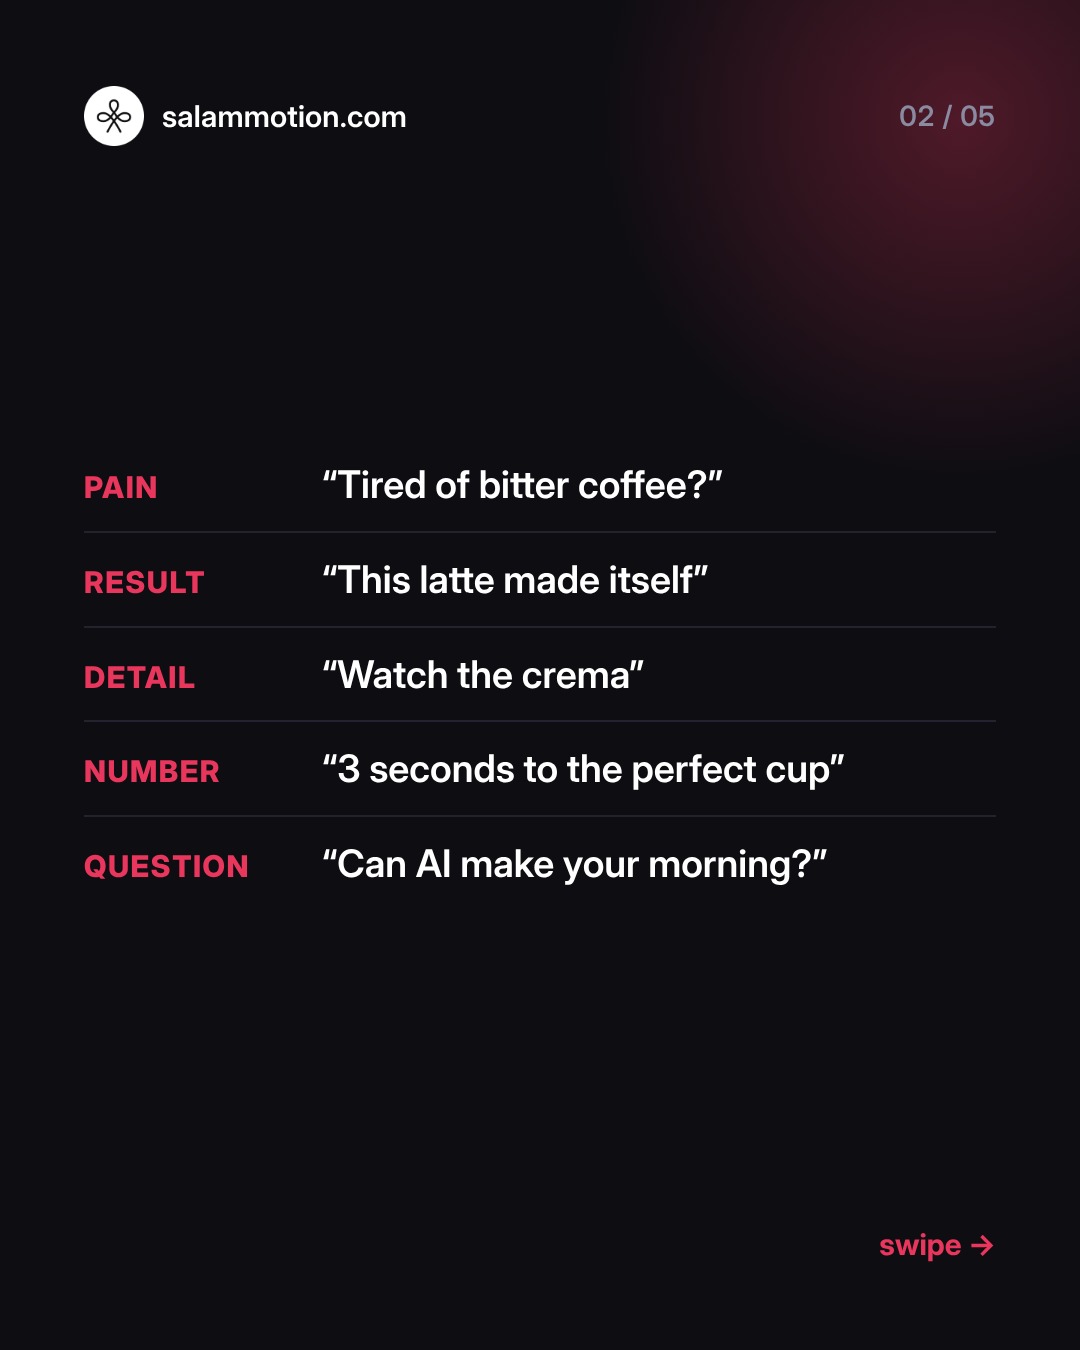 salammotion.com
02 / 05
PAIN “Tired of bitter coffee?”
RESULT “This latte made itself”
DETAIL “Watch the crema”
NUMBER “3 seconds to the perfect cup”
QUESTION “Can AI make your morning?”
swipe →